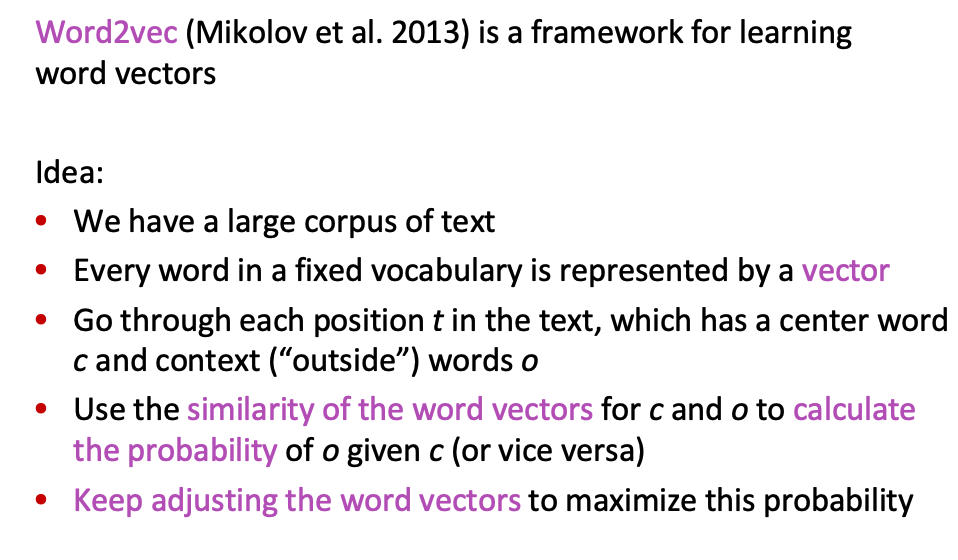 Word2vec (Mikolov et al. 2013) is a framework for learning
word vectors
Idea:
• We have a large corpus of text
• Every word in a fixed vocabulary is represented by a vector
• Go through each position t in the text, which has a center word
c and context (“outside”) words o
• Use the similarity of the word vectors for c and o to calculate
the probability of o given c (or vice versa)
• Keep adjusting the word vectors to maximize this probability